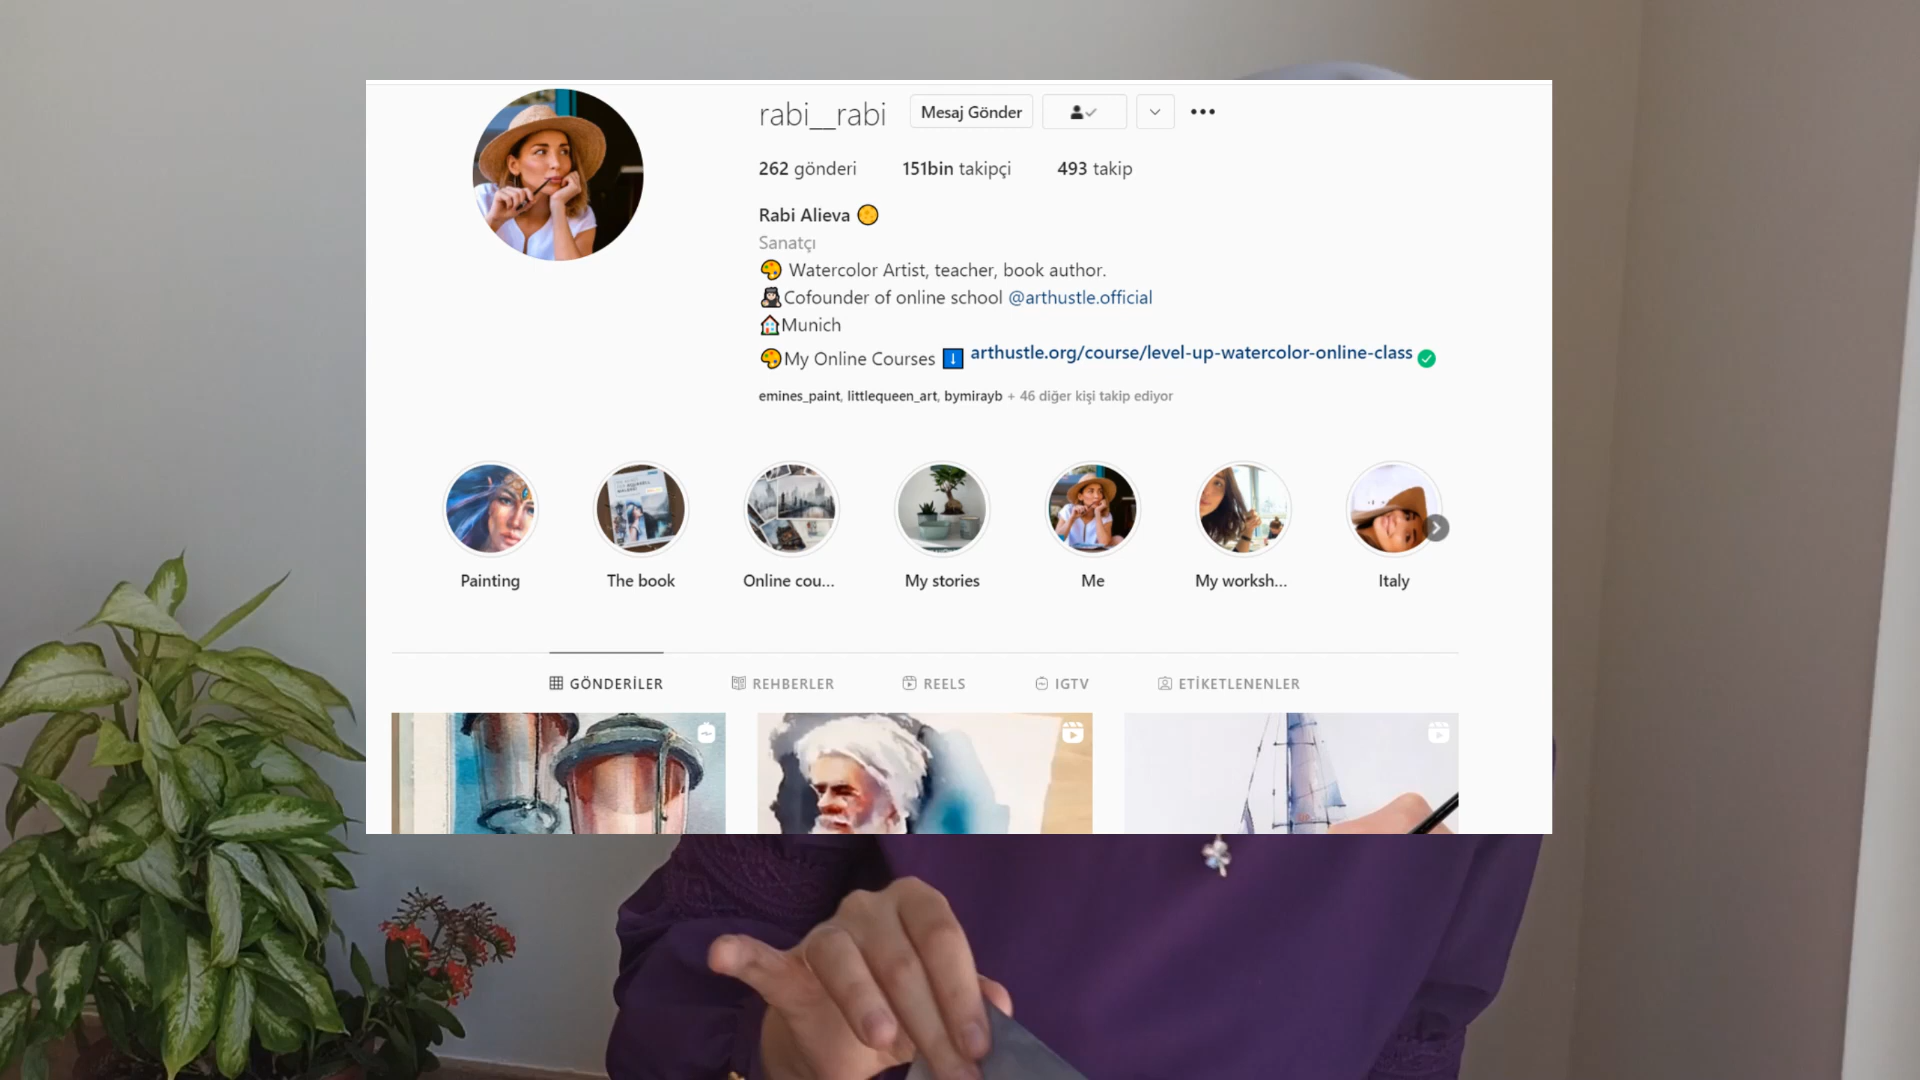 rabi__rabi Mesaj Gönder
262 gönderi 151bin takipçi 493 takip
Rabi Alieva
Sanatçı
Watercolor Artist, teacher, book author.
Cofounder of online school @arthustle.official
Munich
My Online Courses arthustle.org/course/level-up-watercolor-online-class
emines_paint, littlequeen_art, bymirayb + 46 diğer kişi takip ediyor
Painting The book Online cou... My stories Me My worksh... Italy
GÖNDERİLER REHBERLER REELS IGTV ETİKETLENENLER